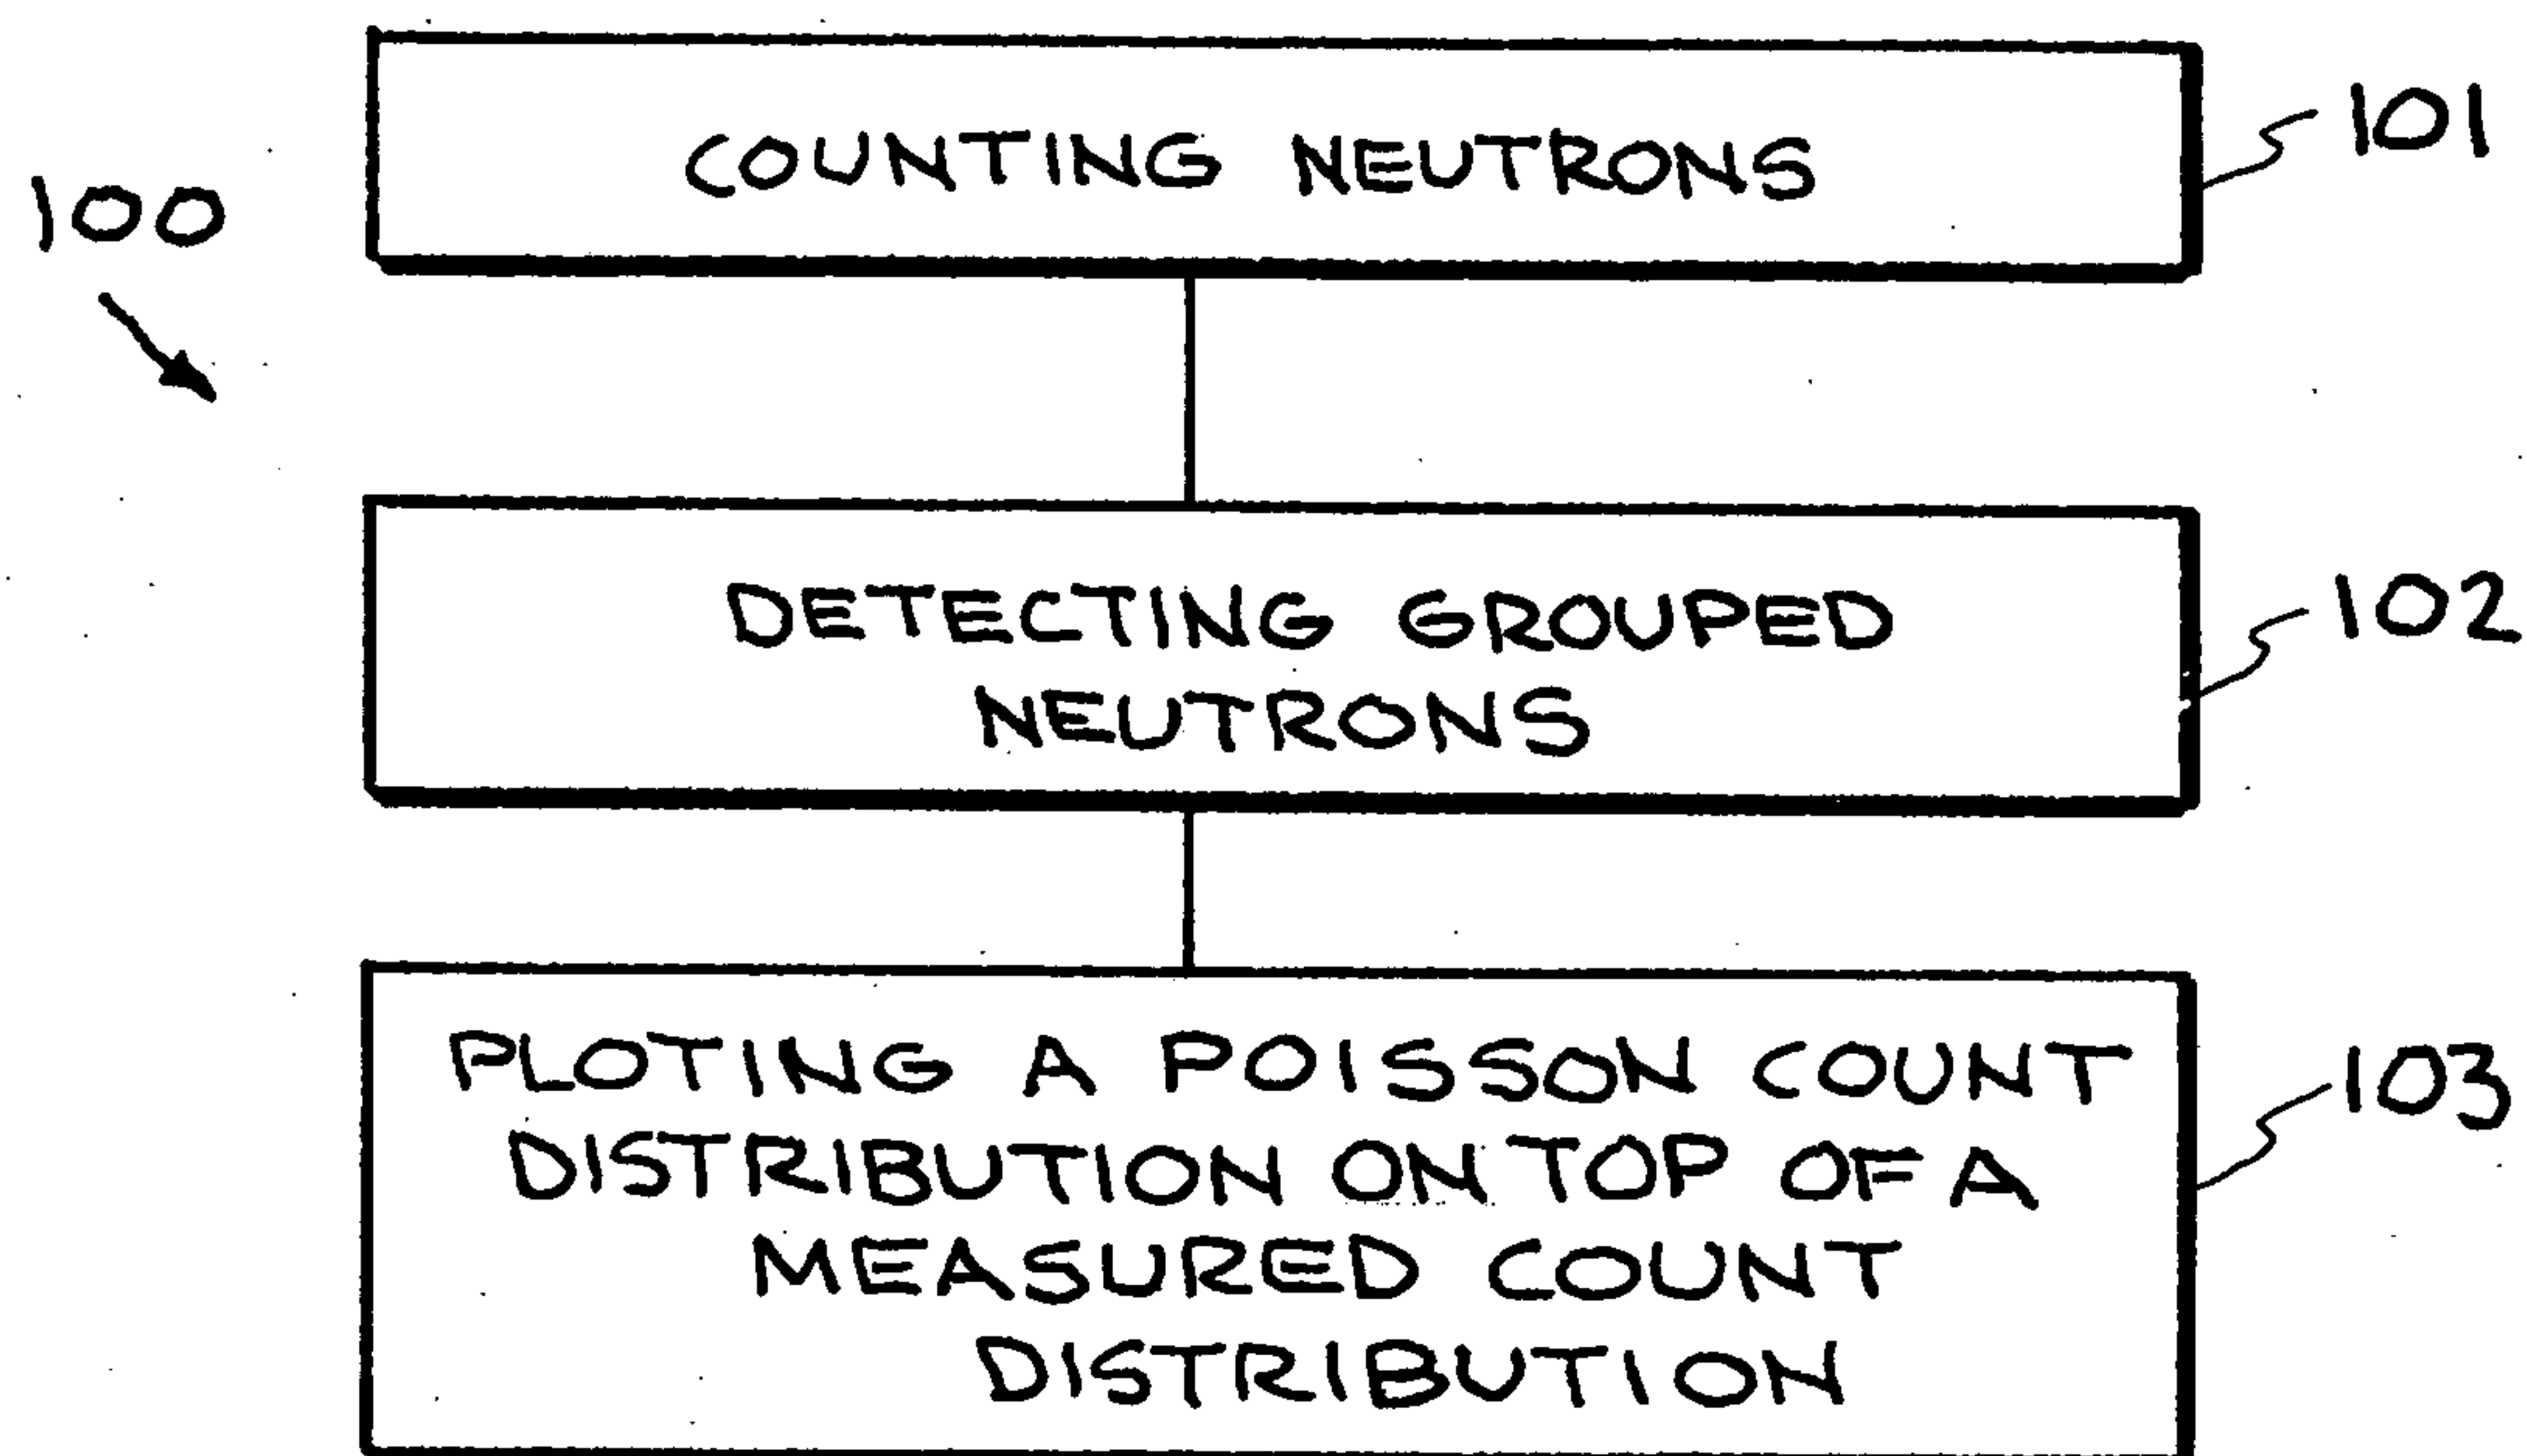 COUNTING NEUTRONS
101
100
DETECTING GROUPED
NEUTRONS
102
PLOTING A POISSON COUNT
DISTRIBUTION ON TOP OF A
MEASURED COUNT
DISTRIBUTION
103